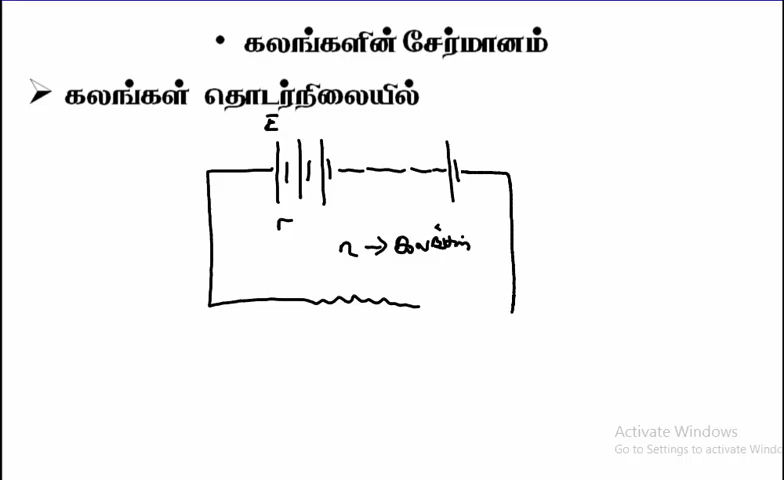 • கலங்களின் சேர்மானம்
➤ கலங்கள் தொடர்நிலையில்
E
r
n → கலங்கள்
Activate Windows
Go to Settings to activate Windo